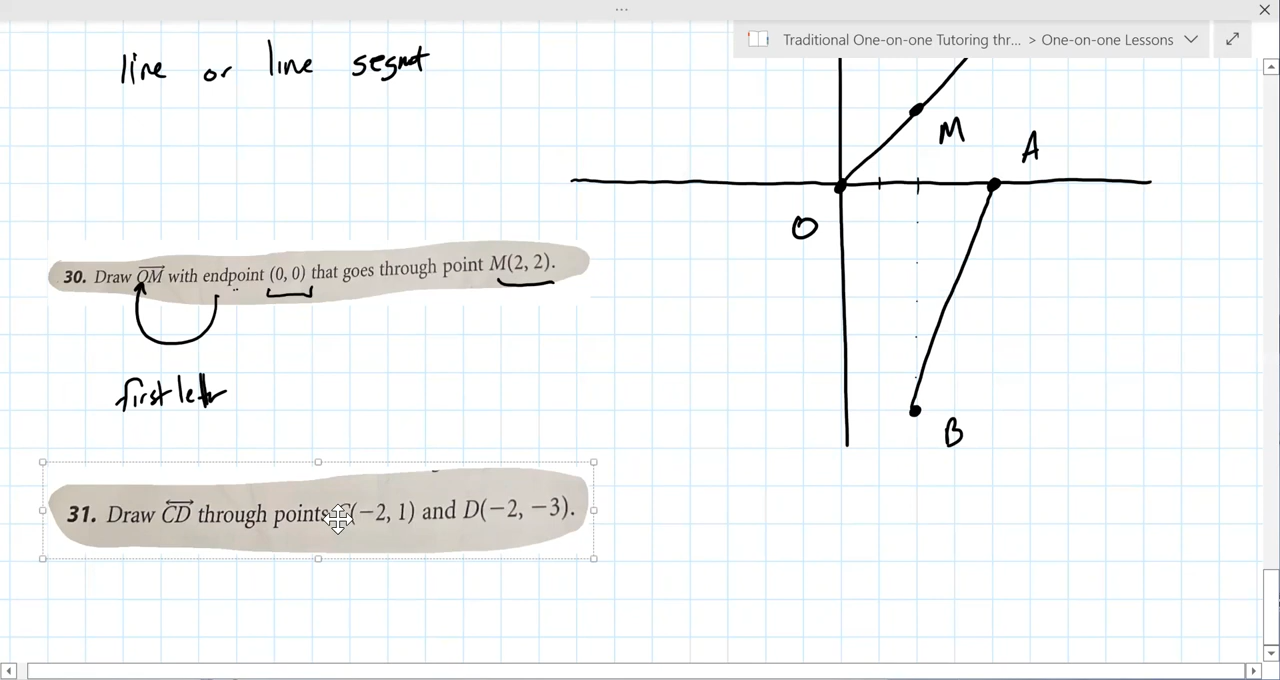 Traditional One-on-one Tutoring thr... > One-on-one Lessons
line or line segmt
M
A
O
30. Draw OM with endpoint (0, 0) that goes through point M(2, 2).
first lettr
B
31. Draw CD through points C(−2, 1) and D(−2, −3).